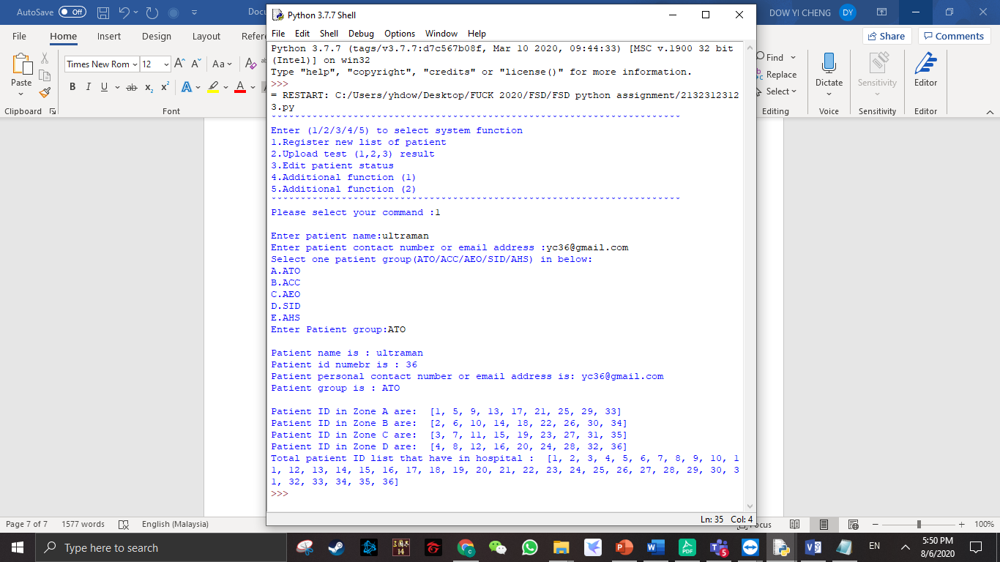 AutoSave Off
Docu
DOW YI CHENG DY
File Home Insert Design Layout Refer
Share Comments
Times New Rom 12 A A Aa
Paste
B I U ab x₂ x² A A
Clipboard
Font
Find
Replace
Select
Editing
Dictate
Voice
Sensitivity
Sensitivity
Editor
Editor
Python 3.7.7 Shell
File Edit Shell Debug Options Window Help
Python 3.7.7 (tags/v3.7.7:d7c567b08f, Mar 10 2020, 09:44:33) [MSC v.1900 32 bit
(Intel)] on win32
Type "help", "copyright", "credits" or "license()" for more information.
>>>
= RESTART: C:/Users/yhdow/Desktop/FUCK 2020/FSD/FSD python assignment/2132312312
3.py
----------------------------------------------------------------------
Enter (1/2/3/4/5) to select system function
1.Register new list of patient
2.Upload test (1,2,3) result
3.Edit patient status
4.Additional function (1)
5.Additional function (2)
----------------------------------------------------------------------
Please select your command :1
Enter patient name:ultraman
Enter patient contact number or email address :yc36@gmail.com
Select one patient group(ATO/ACC/AEO/SID/AHS) in below:
A.ATO
B.ACC
C.AEO
D.SID
E.AHS
Enter Patient group:ATO
Patient name is : ultraman
Patient id numebr is : 36
Patient personal contact number or email address is: yc36@gmail.com
Patient group is : ATO
Patient ID in Zone A are:  [1, 5, 9, 13, 17, 21, 25, 29, 33]
Patient ID in Zone B are:  [2, 6, 10, 14, 18, 22, 26, 30, 34]
Patient ID in Zone C are:  [3, 7, 11, 15, 19, 23, 27, 31, 35]
Patient ID in Zone D are:  [4, 8, 12, 16, 20, 24, 28, 32, 36]
Total patient ID list that have in hospital :  [1, 2, 3, 4, 5, 6, 7, 8, 9, 10, 1
1, 12, 13, 14, 15, 16, 17, 18, 19, 20, 21, 22, 23, 24, 25, 26, 27, 28, 29, 30, 3
1, 32, 33, 34, 35, 36]
>>>
Ln: 35 Col: 4
Page 7 of 7 1577 words English (Malaysia)
ocus 100%
Type here to search
EN
5:50 PM
8/6/2020